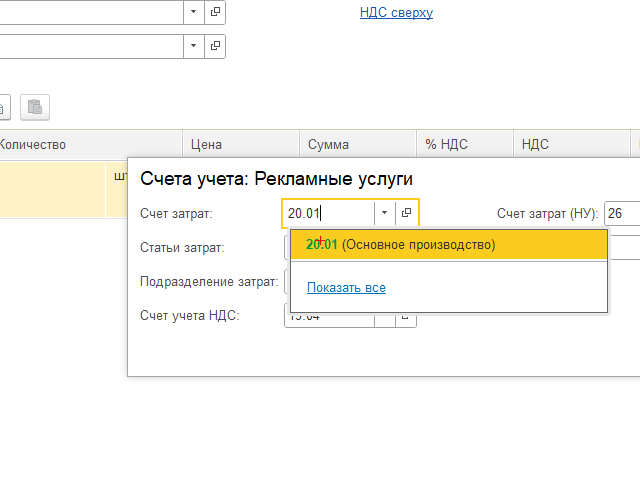 НДС сверху
Количество Цена Сумма % НДС НДС
Счета учета: Рекламные услуги
Счет затрат: 20.01 Счет затрат (НУ): 26
20.01 (Основное производство)
Статьи затрат:
Подразделение затрат: Показать все
Счет учета НДС: 19.04